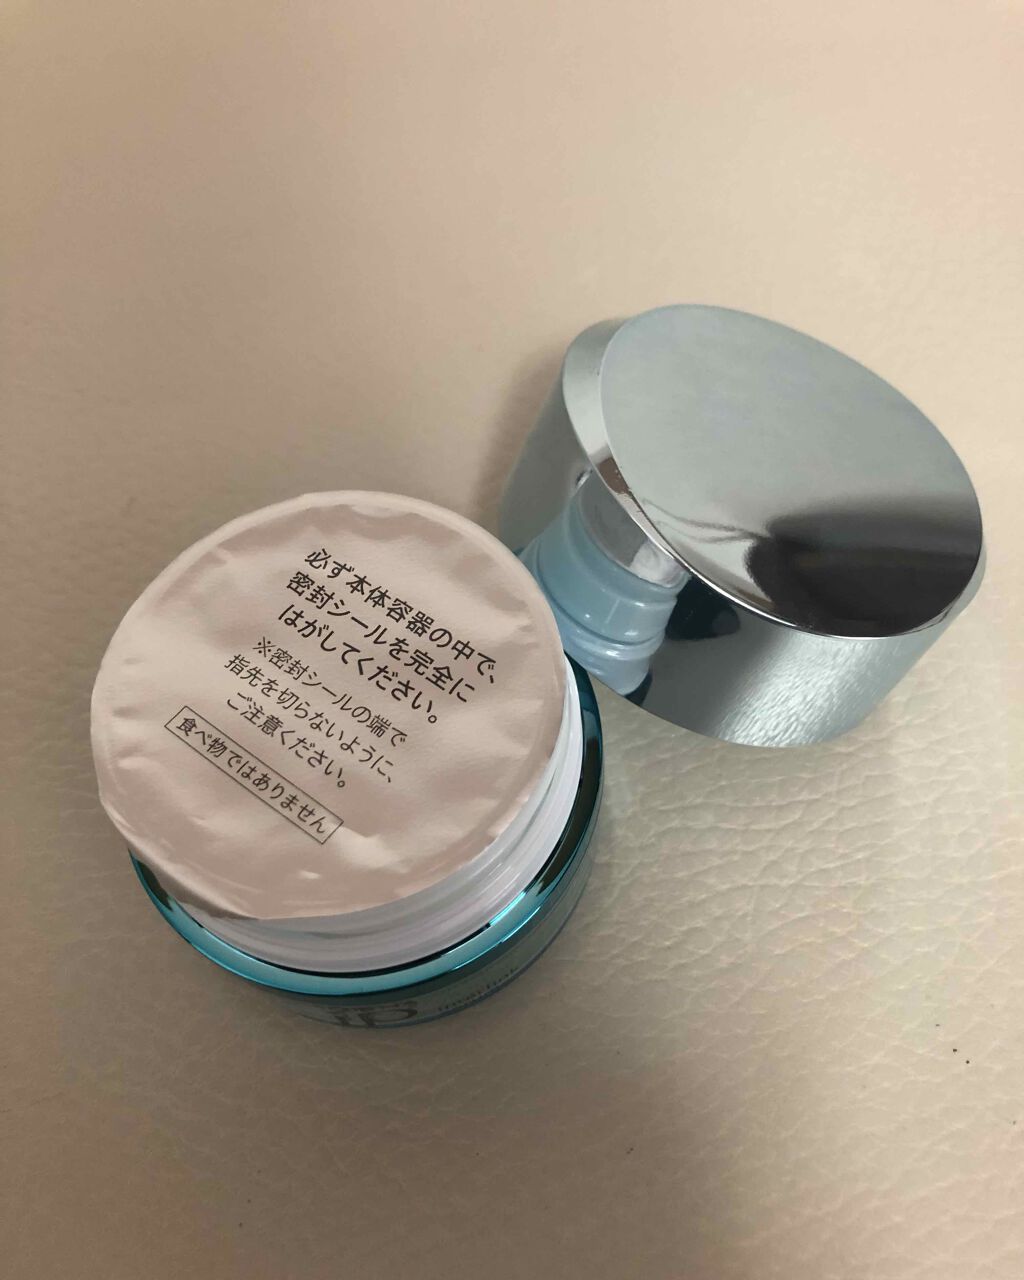 必ず本体容器の中で、
密封シールを完全に
はがしてください。
※密封シールの端で
指先を切らないように、
ご注意ください。
食べ物ではありません